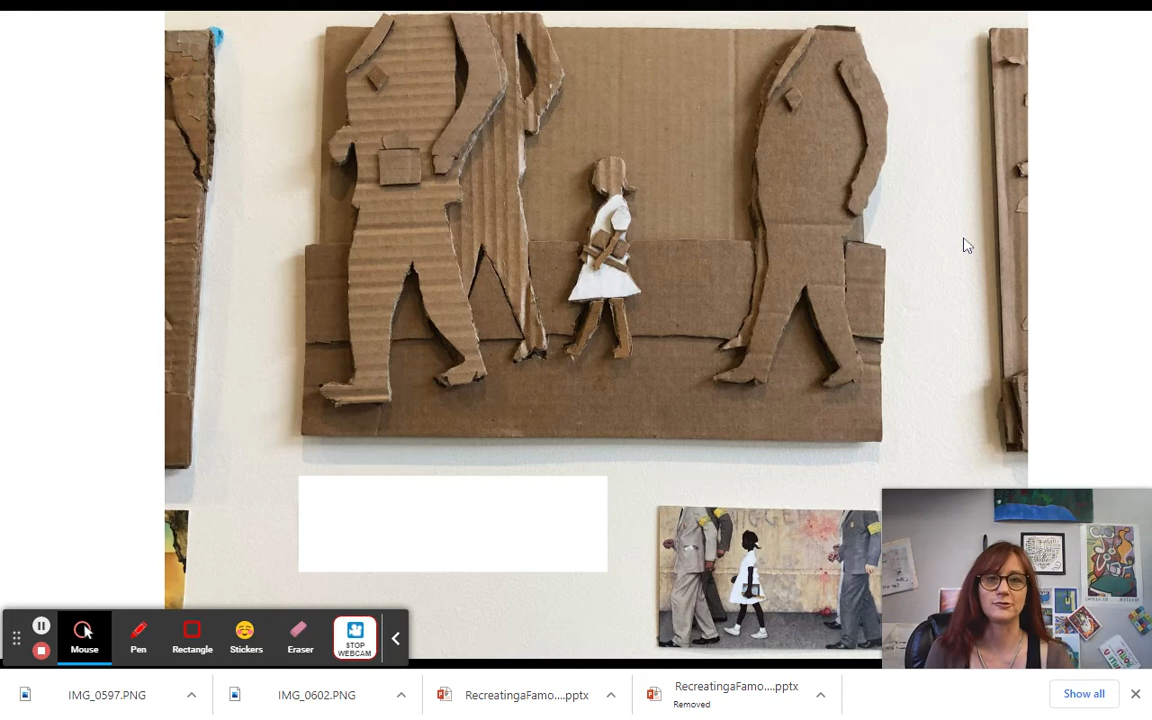 Mouse
Pen
Rectangle
Stickers
Eraser
STOP
WEBCAM
IMG_0597.PNG
IMG_0602.PNG
RecreatingaFamo....pptx
RecreatingaFamo....pptx
Removed
Show all